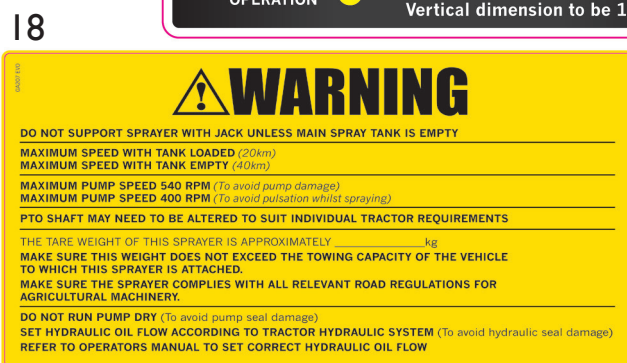 OPERATION
Vertical dimension to be 1
18
WARNING
DO NOT SUPPORT SPRAYER WITH JACK UNLESS MAIN SPRAY TANK IS EMPTY
MAXIMUM SPEED WITH TANK LOADED (20km)
MAXIMUM SPEED WITH TANK EMPTY (40km)
MAXIMUM PUMP SPEED 540 RPM (To avoid pump damage)
MAXIMUM PUMP SPEED 400 RPM (To avoid pulsation whilst spraying)
PTO SHAFT MAY NEED TO BE ALTERED TO SUIT INDIVIDUAL TRACTOR REQUIREMENTS
THE TARE WEIGHT OF THIS SPRAYER IS APPROXIMATELY ______________kg
MAKE SURE THIS WEIGHT DOES NOT EXCEED THE TOWING CAPACITY OF THE VEHICLE
TO WHICH THIS SPRAYER IS ATTACHED.
MAKE SURE THE SPRAYER COMPLIES WITH ALL RELEVANT ROAD REGULATIONS FOR
AGRICULTURAL MACHINERY.
DO NOT RUN PUMP DRY (To avoid pump seal damage)
SET HYDRAULIC OIL FLOW ACCORDING TO TRACTOR HYDRAULIC SYSTEM (To avoid hydraulic seal damage)
REFER TO OPERATORS MANUAL TO SET CORRECT HYDRAULIC OIL FLOW